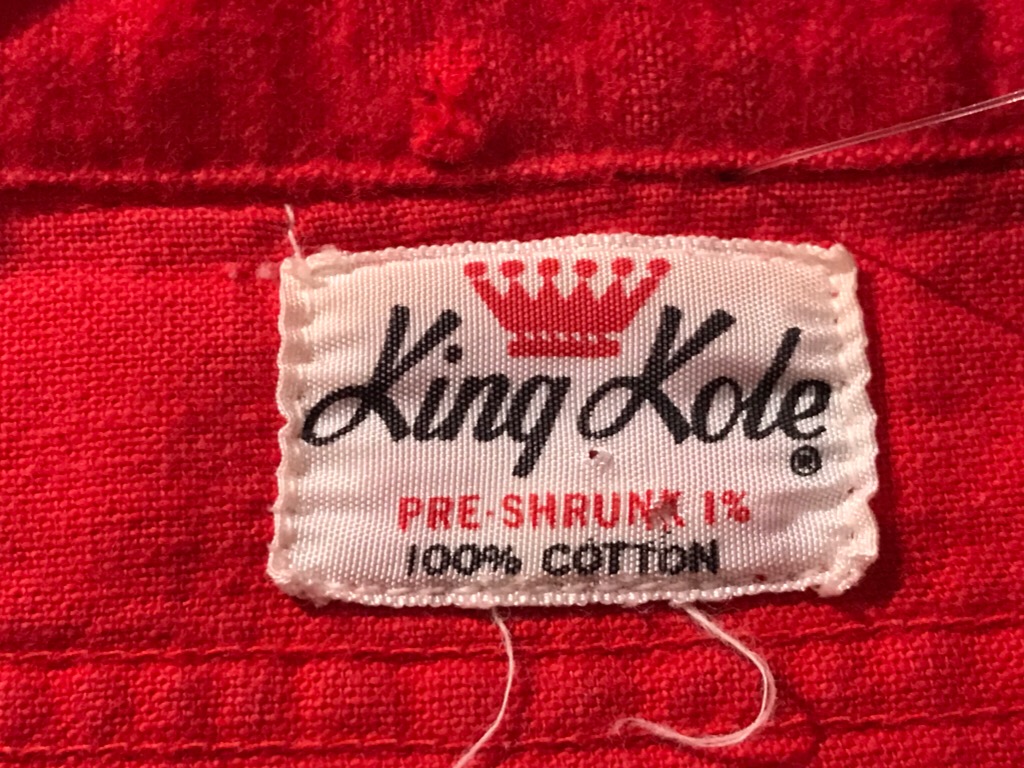 King Kole ®
PRE-SHRUNK 1%
100% COTTON